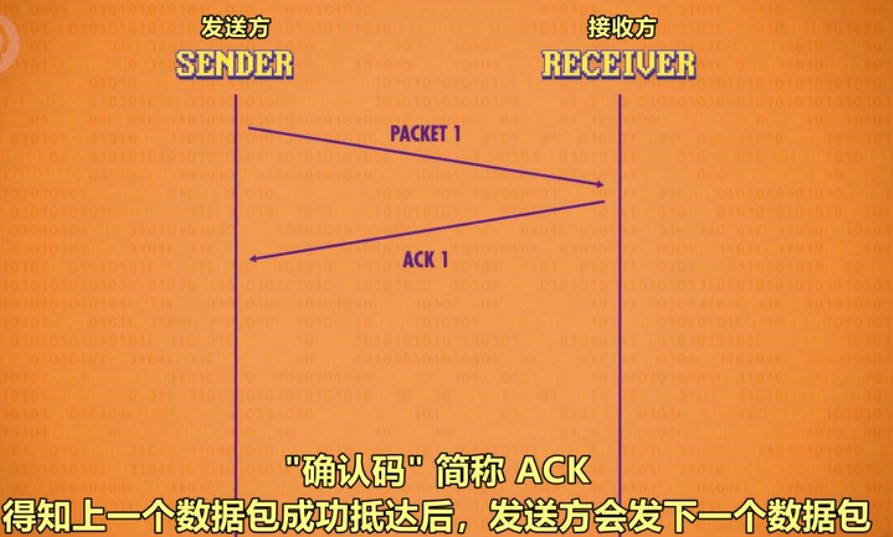 发送方
接收方
SENDER
RECEIVER
PACKET 1
ACK 1
"确认码" 简称 ACK
得知上一个数据包成功抵达后，发送方会发下一个数据包